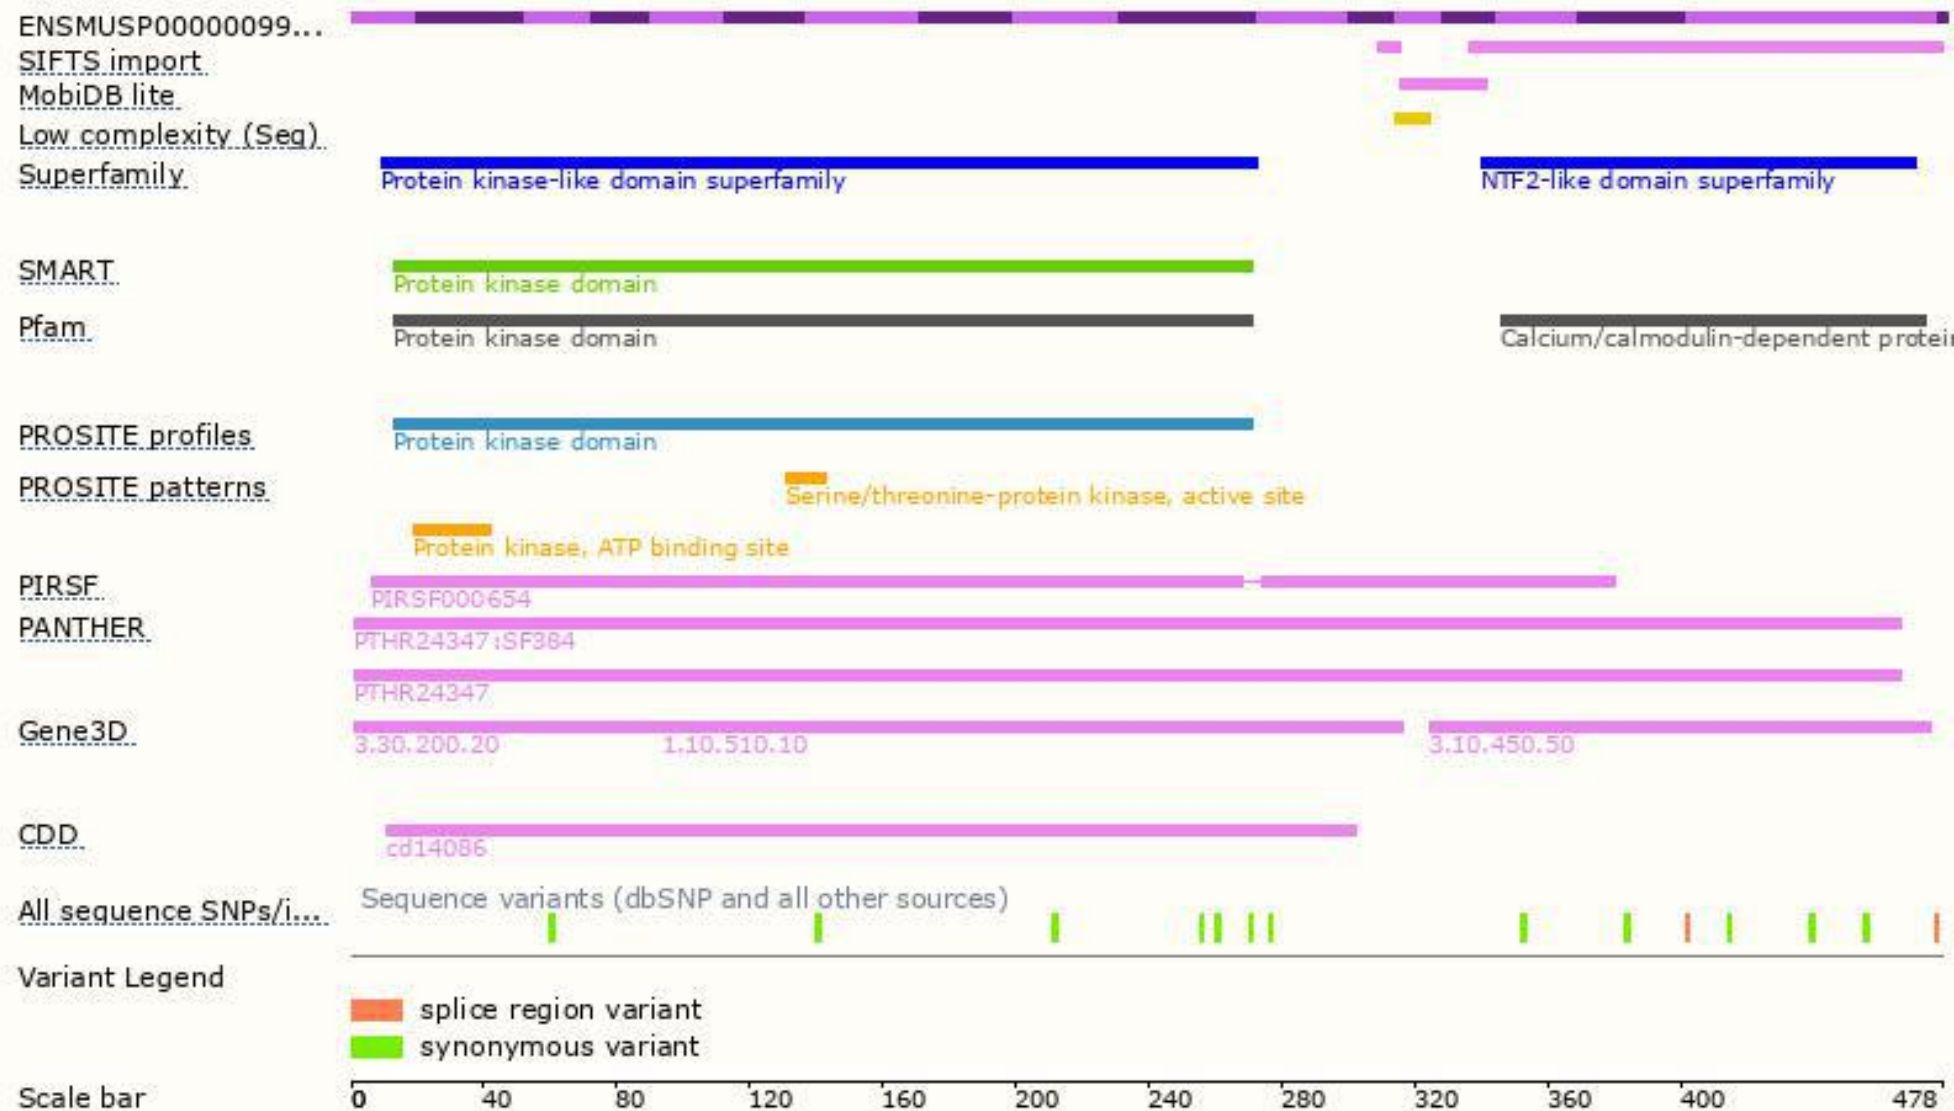 ENSMUSP00000099...
SIFTS import
MobiDB lite
Low complexity (Seg)
Superfamily
Protein kinase-like domain superfamily
NTF2-like domain superfamily
SMART
Protein kinase domain
Pfam
Protein kinase domain
Calcium/calmodulin-dependent protein
PROSITE profiles
Protein kinase domain
PROSITE patterns
Serine/threonine-protein kinase, active site
Protein kinase, ATP binding site
PIRSF
PIRSF000654
PANTHER
PTHR24347:SF384
PTHR24347
Gene3D
3.30.200.20
1.10.510.10
3.10.450.50
CDD
cd14086
All sequence SNPs/i...
Sequence variants (dbSNP and all other sources)
Variant Legend
splice region variant
synonymous variant
Scale bar
0 40 80 120 160 200 240 280 320 360 400 478